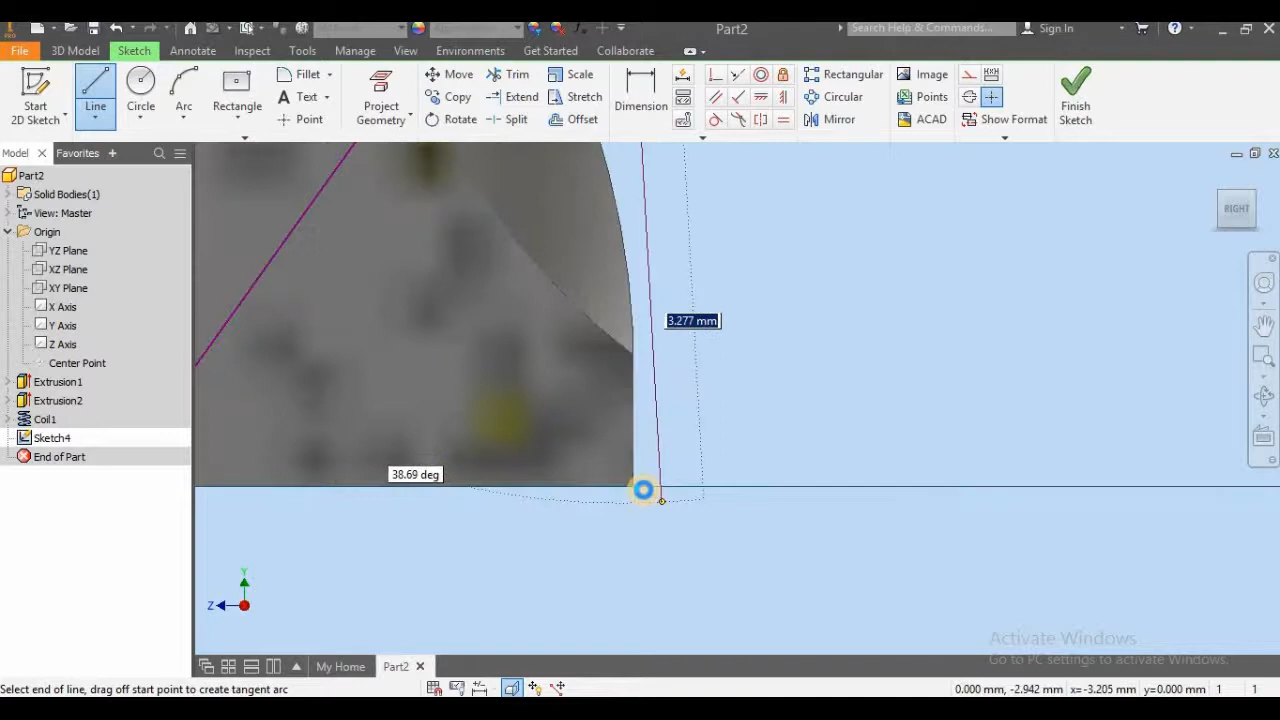 Part2
Search Help & Commands...
Sign In
File 3D Model Sketch Annotate Inspect Tools Manage View Environments Get Started Collaborate
Start 2D Sketch
Line
Circle
Arc
Rectangle
Fillet
Text
Point
Project Geometry
Move
Copy
Rotate
Trim
Extend
Split
Scale
Stretch
Offset
Dimension
Rectangular
Circular
Mirror
Image
Points
ACAD
Show Format
Finish Sketch
Model Favorites
Part2
Solid Bodies(1)
View: Master
Origin
YZ Plane
XZ Plane
XY Plane
X Axis
Y Axis
Z Axis
Center Point
Extrusion1
Extrusion2
Coil1
Sketch4
End of Part
RIGHT
3.277 mm
38.69 deg
Y
Z
Activate Windows
Go to PC settings to activate Windows.
My Home Part2
Select end of line, drag off start point to create tangent arc
0.000 mm, -2.942 mm x=-3.205 mm y=0.000 mm 1 1